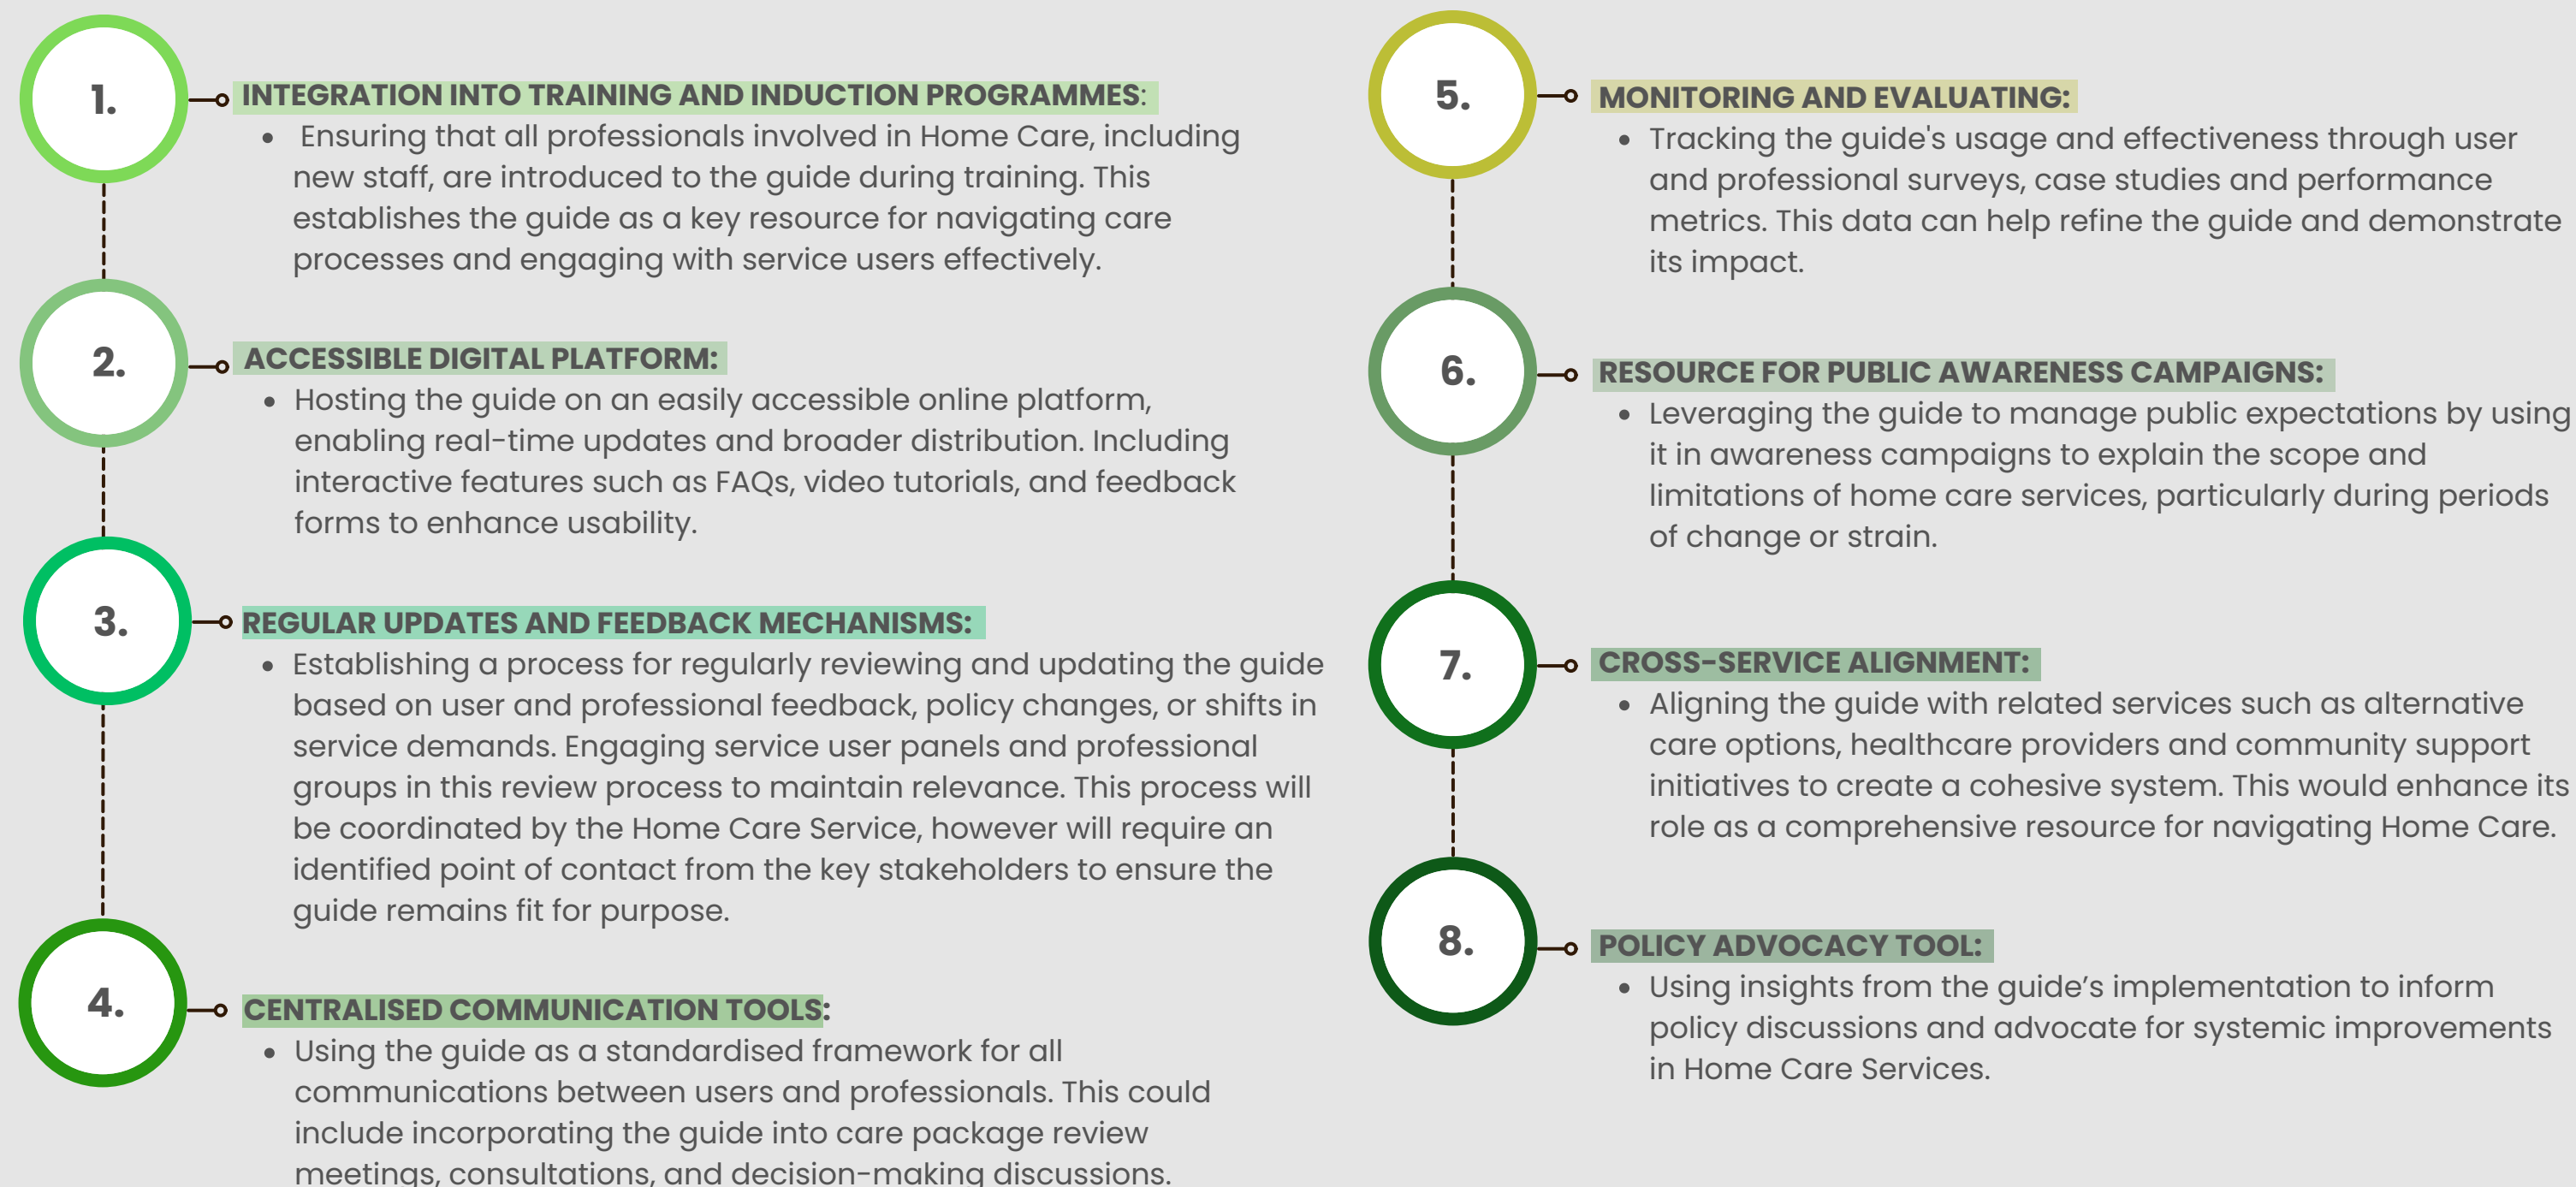 1.
INTEGRATION INTO TRAINING AND INDUCTION PROGRAMMES:
• Ensuring that all professionals involved in Home Care, including
new staff, are introduced to the guide during training. This
establishes the guide as a key resource for navigating care
processes and engaging with service users effectively.
2.
ACCESSIBLE DIGITAL PLATFORM:
• Hosting the guide on an easily accessible online platform,
enabling real-time updates and broader distribution. Including
interactive features such as FAQs, video tutorials, and feedback
forms to enhance usability.
3.
REGULAR UPDATES AND FEEDBACK MECHANISMS:
• Establishing a process for regularly reviewing and updating the guide
based on user and professional feedback, policy changes, or shifts in
service demands. Engaging service user panels and professional
groups in this review process to maintain relevance. This process will
be coordinated by the Home Care Service, however will require an
identified point of contact from the key stakeholders to ensure the
guide remains fit for purpose.
4.
CENTRALISED COMMUNICATION TOOLS:
• Using the guide as a standardised framework for all
communications between users and professionals. This could
include incorporating the guide into care package review
meetings, consultations, and decision-making discussions.
5.
MONITORING AND EVALUATING:
• Tracking the guide's usage and effectiveness through user
and professional surveys, case studies and performance
metrics. This data can help refine the guide and demonstrate
its impact.
6.
RESOURCE FOR PUBLIC AWARENESS CAMPAIGNS:
• Leveraging the guide to manage public expectations by using
it in awareness campaigns to explain the scope and
limitations of home care services, particularly during periods
of change or strain.
7.
CROSS-SERVICE ALIGNMENT:
• Aligning the guide with related services such as alternative
care options, healthcare providers and community support
initiatives to create a cohesive system. This would enhance its
role as a comprehensive resource for navigating Home Care.
8.
POLICY ADVOCACY TOOL:
• Using insights from the guide’s implementation to inform
policy discussions and advocate for systemic improvements
in Home Care Services.